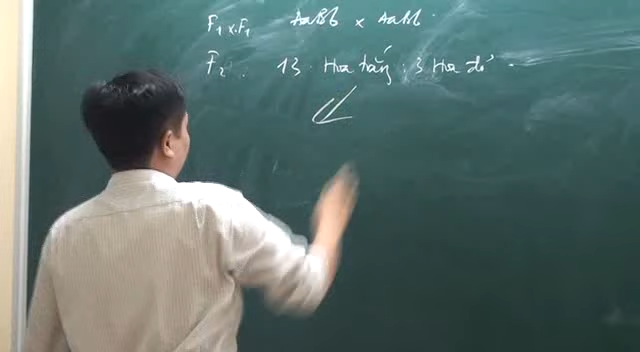 F₁ x F₁ AaBb x AaBb.
F₂ : 13 Hoa trắng : 3 Hoa đỏ